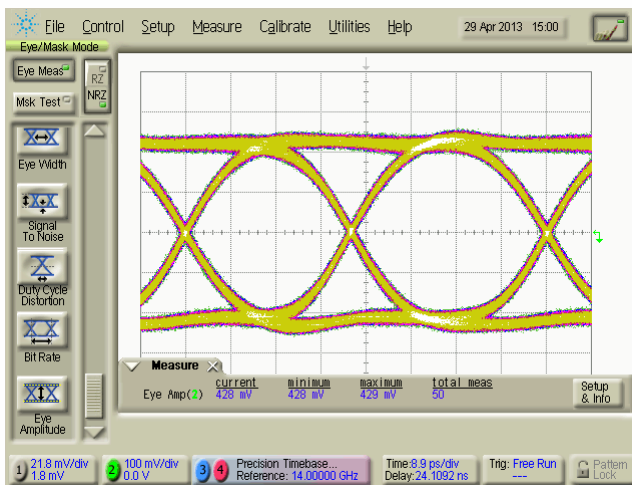 File Control Setup Measure Calibrate Utilities Help 29 Apr 2013 15:00
Eye/Mask Mode
Eye Meas
RZ
NRZ
Msk Test
Eye Width
Signal
To Noise
Duty Cycle
Distortion
Bit Rate
Eye
Amplitude
Measure
current minimum maximum total meas
Eye Amp(2) 428 mV 428 mV 429 mV 50
Setup
& Info
1 21.8 mV/div
1.8 mV
2 100 mV/div
0.0 V
3 4 Precision Timebase...
Reference: 14.00000 GHz
Time:8.9 ps/div
Delay:24.1092 ns
Trig: Free Run
---
Pattern
Lock